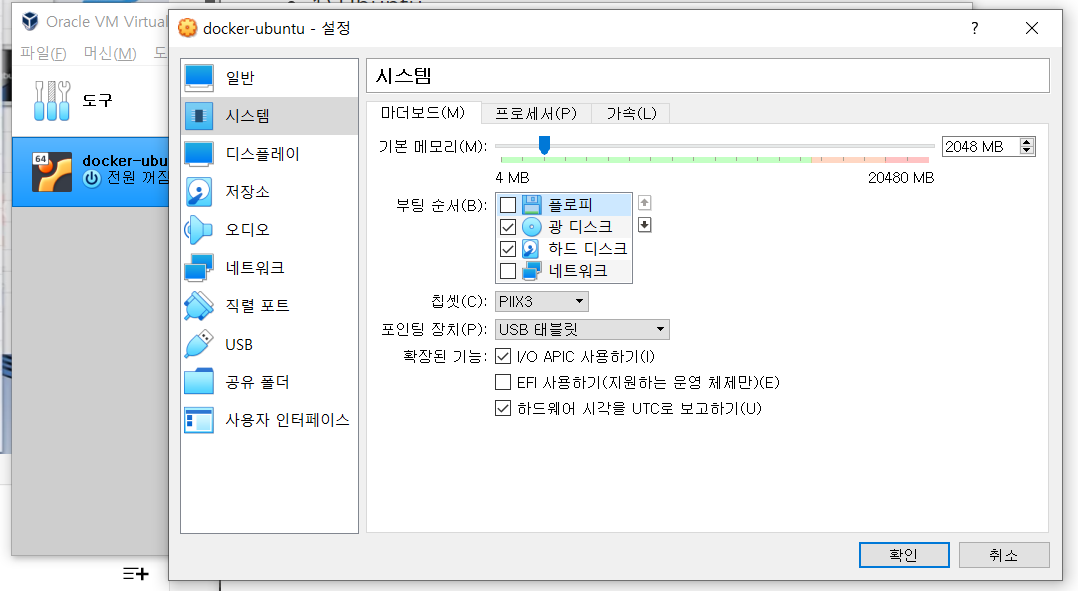 Oracle VM Virtual
파일(F) 머신(M) 도
도구
64
docker-ubu
전원 꺼짐
docker-ubuntu - 설정
?
일반
시스템
디스플레이
저장소
오디오
네트워크
직렬 포트
USB
공유 폴더
사용자 인터페이스
시스템
마더보드(M) 프로세서(P) 가속(L)
기본 메모리(M): 2048 MB
4 MB 20480 MB
부팅 순서(B): 플로피
광 디스크
하드 디스크
네트워크
칩셋(C): PIIX3
포인팅 장치(P): USB 태블릿
확장된 기능: I/O APIC 사용하기(I)
EFI 사용하기(지원하는 운영 체제만)(E)
하드웨어 시각을 UTC로 보고하기(U)
확인 취소